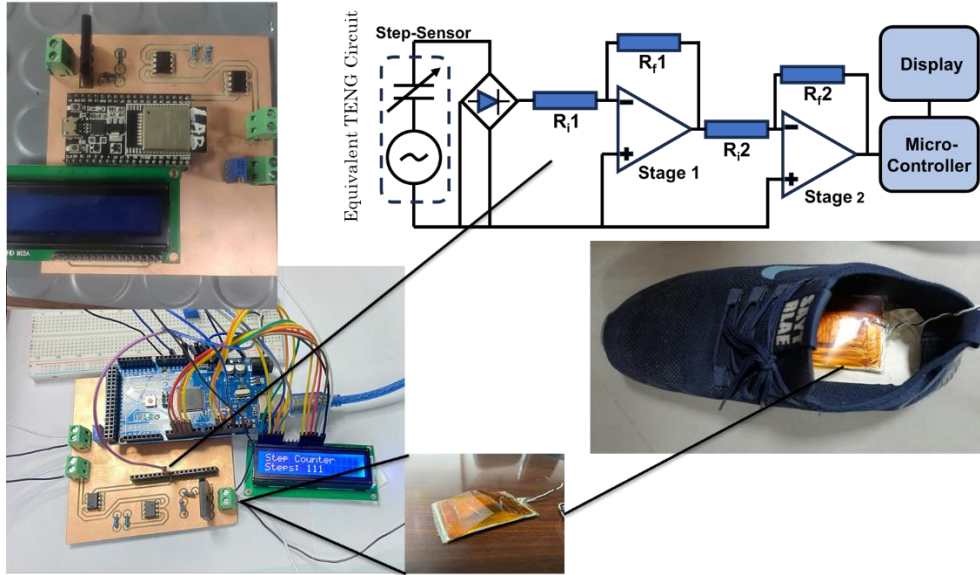 Step-Sensor
Equivalent TENG Circuit
Rf1
Ri1
Stage 1
Ri2
Rf2
Stage 2
Display
Micro-
Controller
Step Counter
Steps: 111